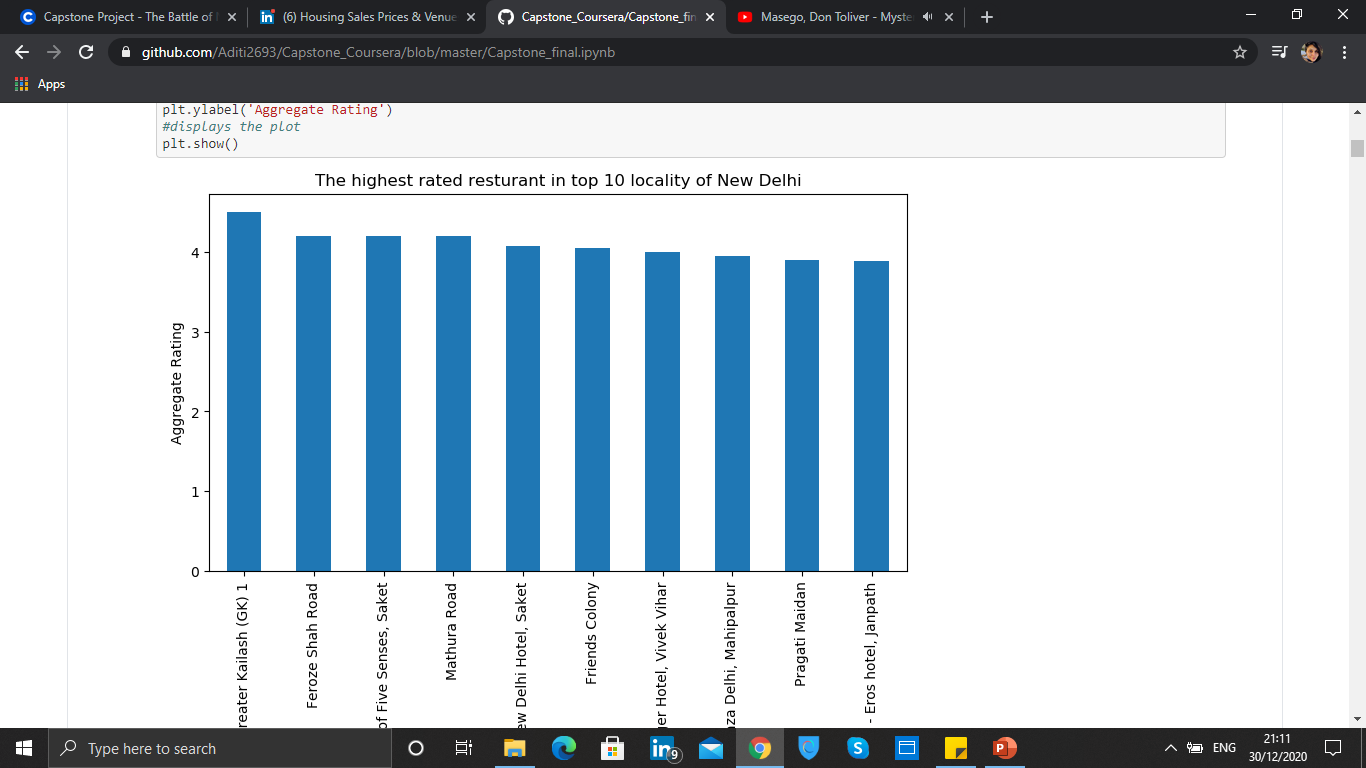 Capstone Project - The Battle of
(6) Housing Sales Prices & Venue
Capstone_Coursera/Capstone_fin
Masego, Don Toliver - Myste
github.com/Aditi2693/Capstone_Coursera/blob/master/Capstone_final.ipynb
Apps
plt.ylabel('Aggregate Rating')
#displays the plot
plt.show()
The highest rated resturant in top 10 locality of New Delhi
Aggregate Rating
4
3
2
1
0
reater Kailash (GK) 1
Feroze Shah Road
of Five Senses, Saket
Mathura Road
ew Delhi Hotel, Saket
Friends Colony
er Hotel, Vivek Vihar
za Delhi, Mahipalpur
Pragati Maidan
- Eros hotel, Janpath
Type here to search
9
ENG
21:11
30/12/2020